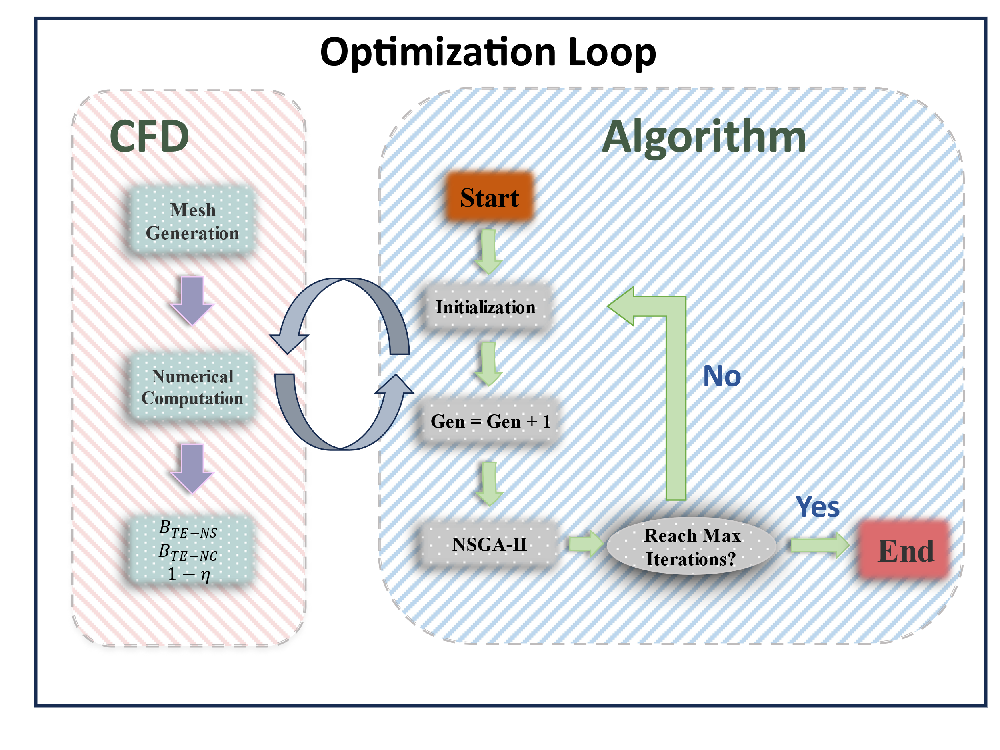 Optimization Loop
CFD
Mesh
Generation
Numerical
Computation
B_{TE-NS}
B_{TE-NC}
1 − η
Algorithm
Start
Initialization
Gen = Gen + 1
NSGA-II
Reach Max
Iterations?
No
Yes
End